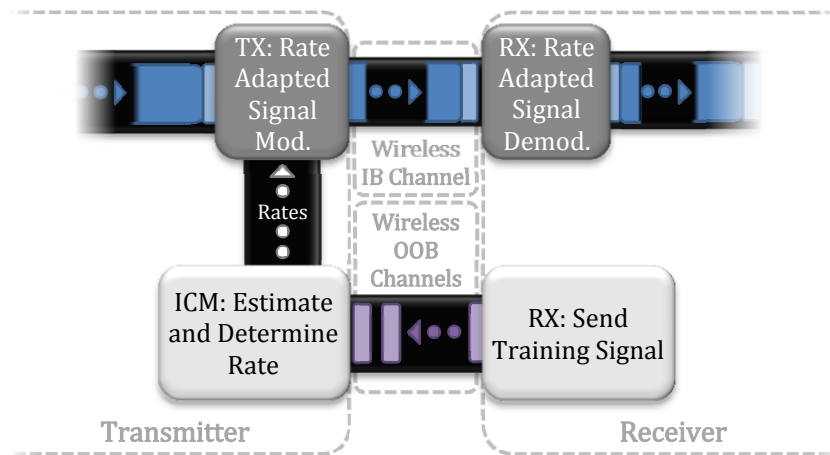 TX: Rate
Adapted
Signal
Mod.
RX: Rate
Adapted
Signal
Demod.
Wireless
IB Channel
Rates
Wireless
OOB
Channels
ICM: Estimate
and Determine
Rate
RX: Send
Training Signal
Transmitter
Receiver